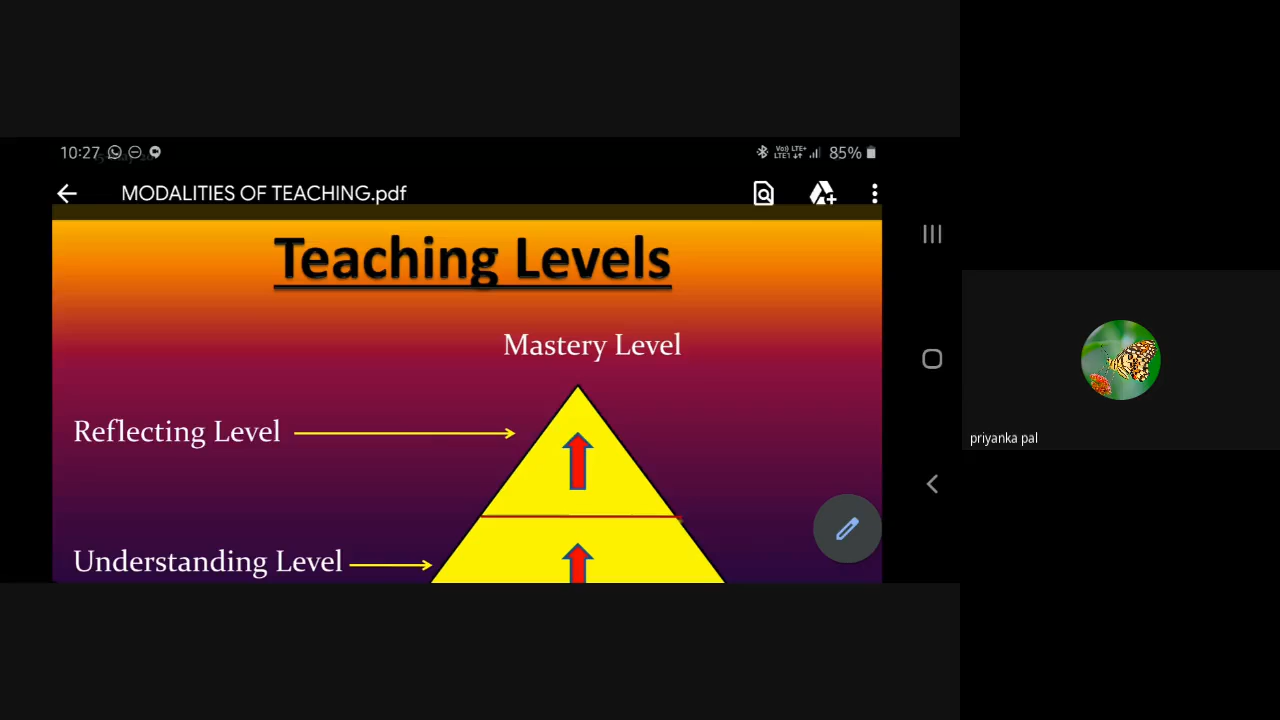 10:27
85%
MODALITIES OF TEACHING.pdf
Teaching Levels
Mastery Level
Reflecting Level
priyanka pal
Understanding Level